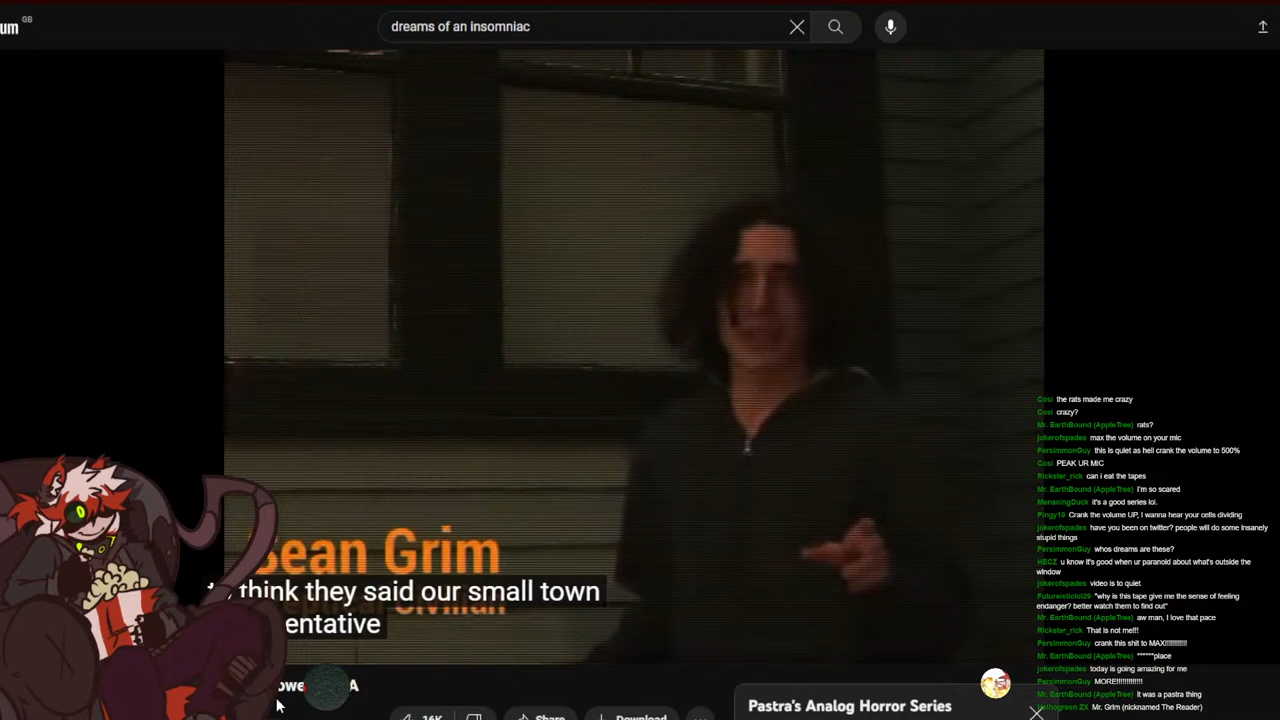 um GB
dreams of an insomniac
Sean Grim
think they said our small town
Civilian
entative
A
16K
Share
Download
Pastra's Analog Horror Series
Cosi the rats made me crazy
Cosi crazy?
Mr. EarthBound (AppleTree) rats?
jokerofspades max the volume on your mic
PersimmonGuy this is quiet as hell crank the volume to 500%
Cosi PEAK UR MIC
Rickster_rick can i eat the tapes
Mr. EarthBound (AppleTree) I'm so scared
MenacingDuck it's a good series lol.
Pingy19 Crank the volume UP, I wanna hear your cells dividing
jokerofspades have you been on twitter? people will do some insanely
stupid things
PersimmonGuy whos dreams are these?
HECZ u know it's good when ur paranoid about what's outside the
window
jokerofspades video is to quiet
Futureisticlol29 "why is this tape give me the sense of feeling
endanger? better watch them to find out"
Mr. EarthBound (AppleTree) aw man, I love that pace
Rickster_rick That is not me!!!
PersimmonGuy crank this shit to MAX!!!!!!!!!!!
Mr. EarthBound (AppleTree) ******place
jokerofspades today is going amazing for me
PersimmonGuy MORE!!!!!!!!!!!!!
Mr. EarthBound (AppleTree) it was a pastra thing
Halhogreen ZX Mr. Grim (nicknamed The Reader)